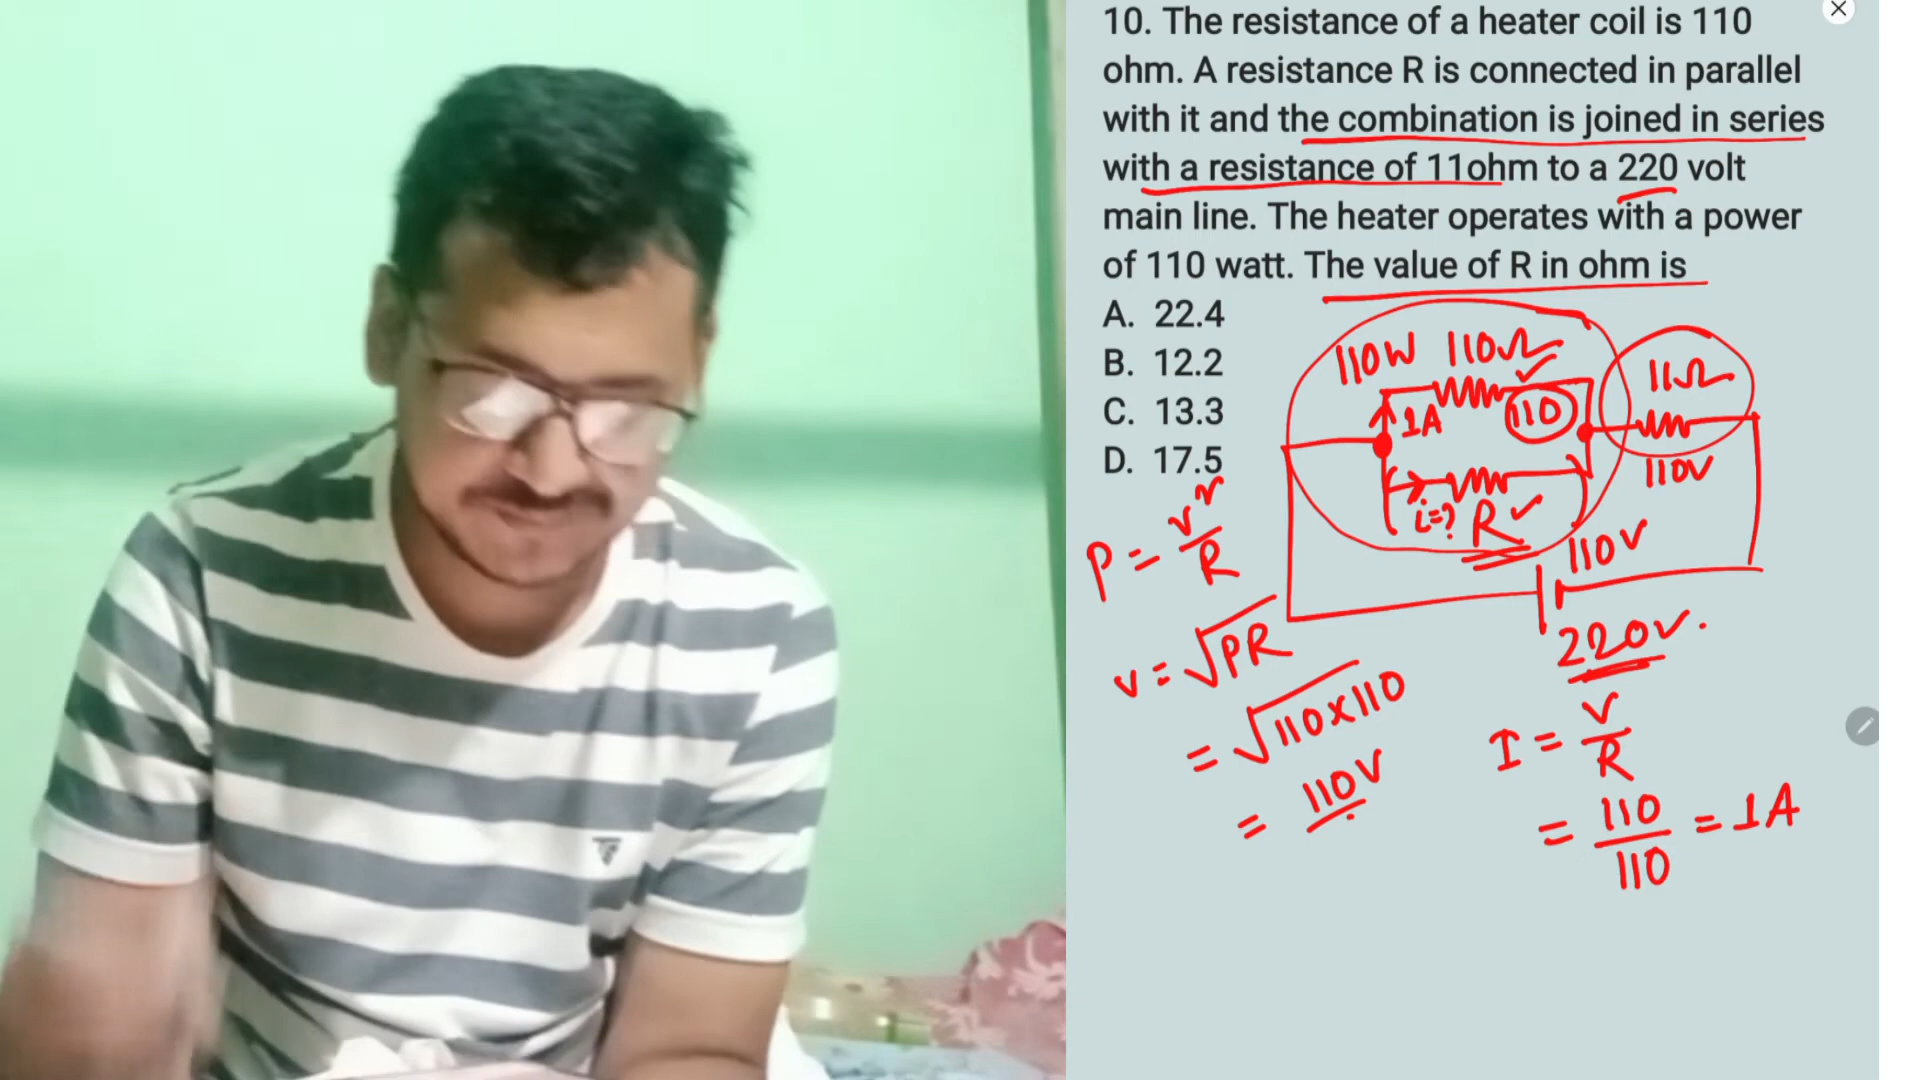 10. The resistance of a heater coil is 110
ohm. A resistance R is connected in parallel
with it and the combination is joined in series
with a resistance of 11ohm to a 220 volt
main line. The heater operates with a power
of 110 watt. The value of R in ohm is
A. 22.4
B. 12.2
C. 13.3
D. 17.5
110W 110Ω
11Ω
1A
110
110V
i=?
R
110V
220V.
P = V²/R
V = √PR
= √110×110
= 110V
I = V/R
= 110/110 = 1A